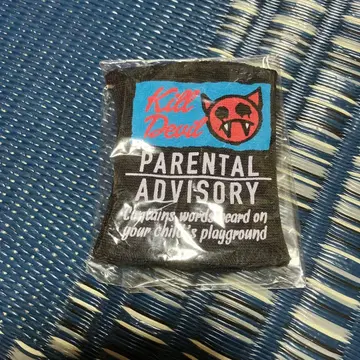 Kill
Devil
PARENTAL
ADVISORY
Contains words heard on
your child's playground